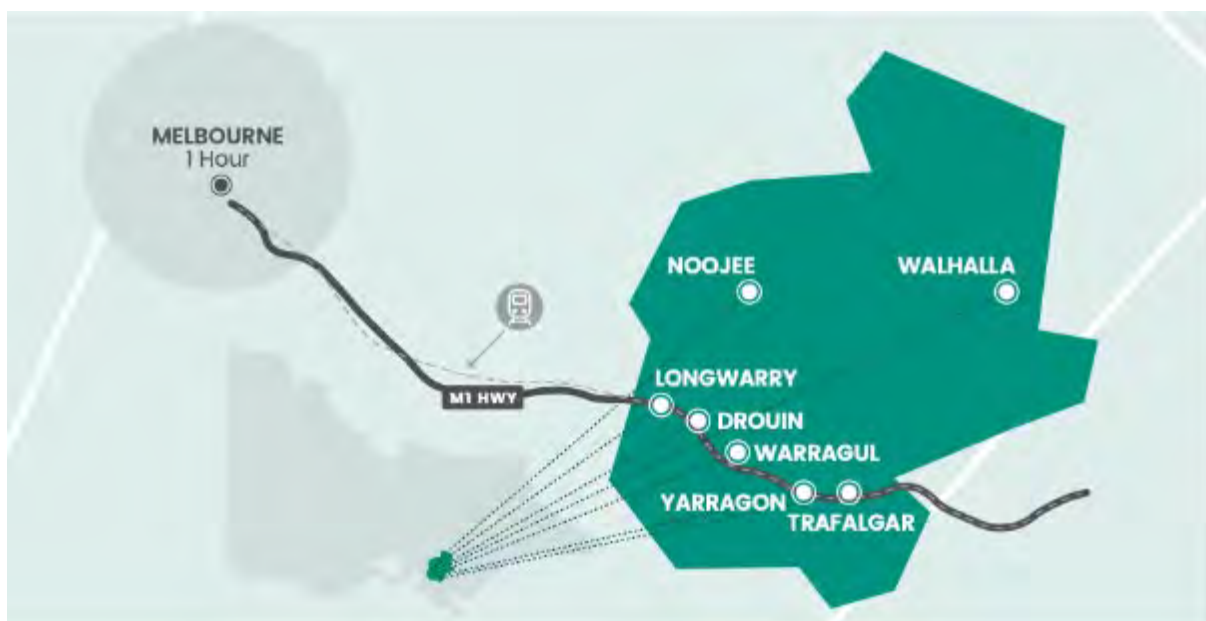 MELBOURNE
1 Hour
NOOJEE
WALHALLA
LONGWARRY
M1 HWY
DROUIN
WARRAGUL
YARRAGON
TRAFALGAR